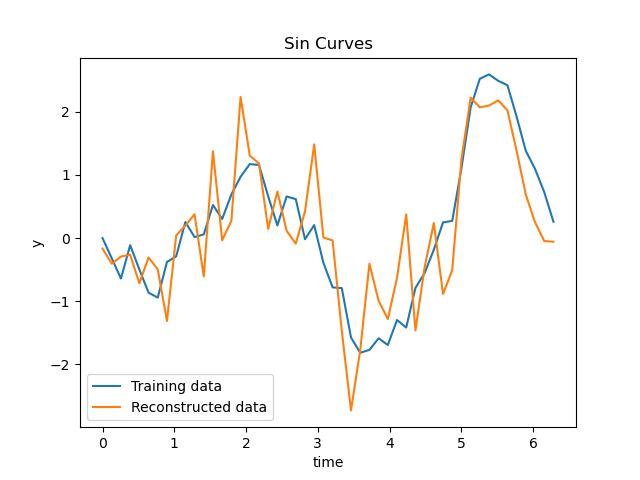 Sin Curves
2
1
0
−1
−2
y
Training data
Reconstructed data
0 1 2 3 4 5 6
time